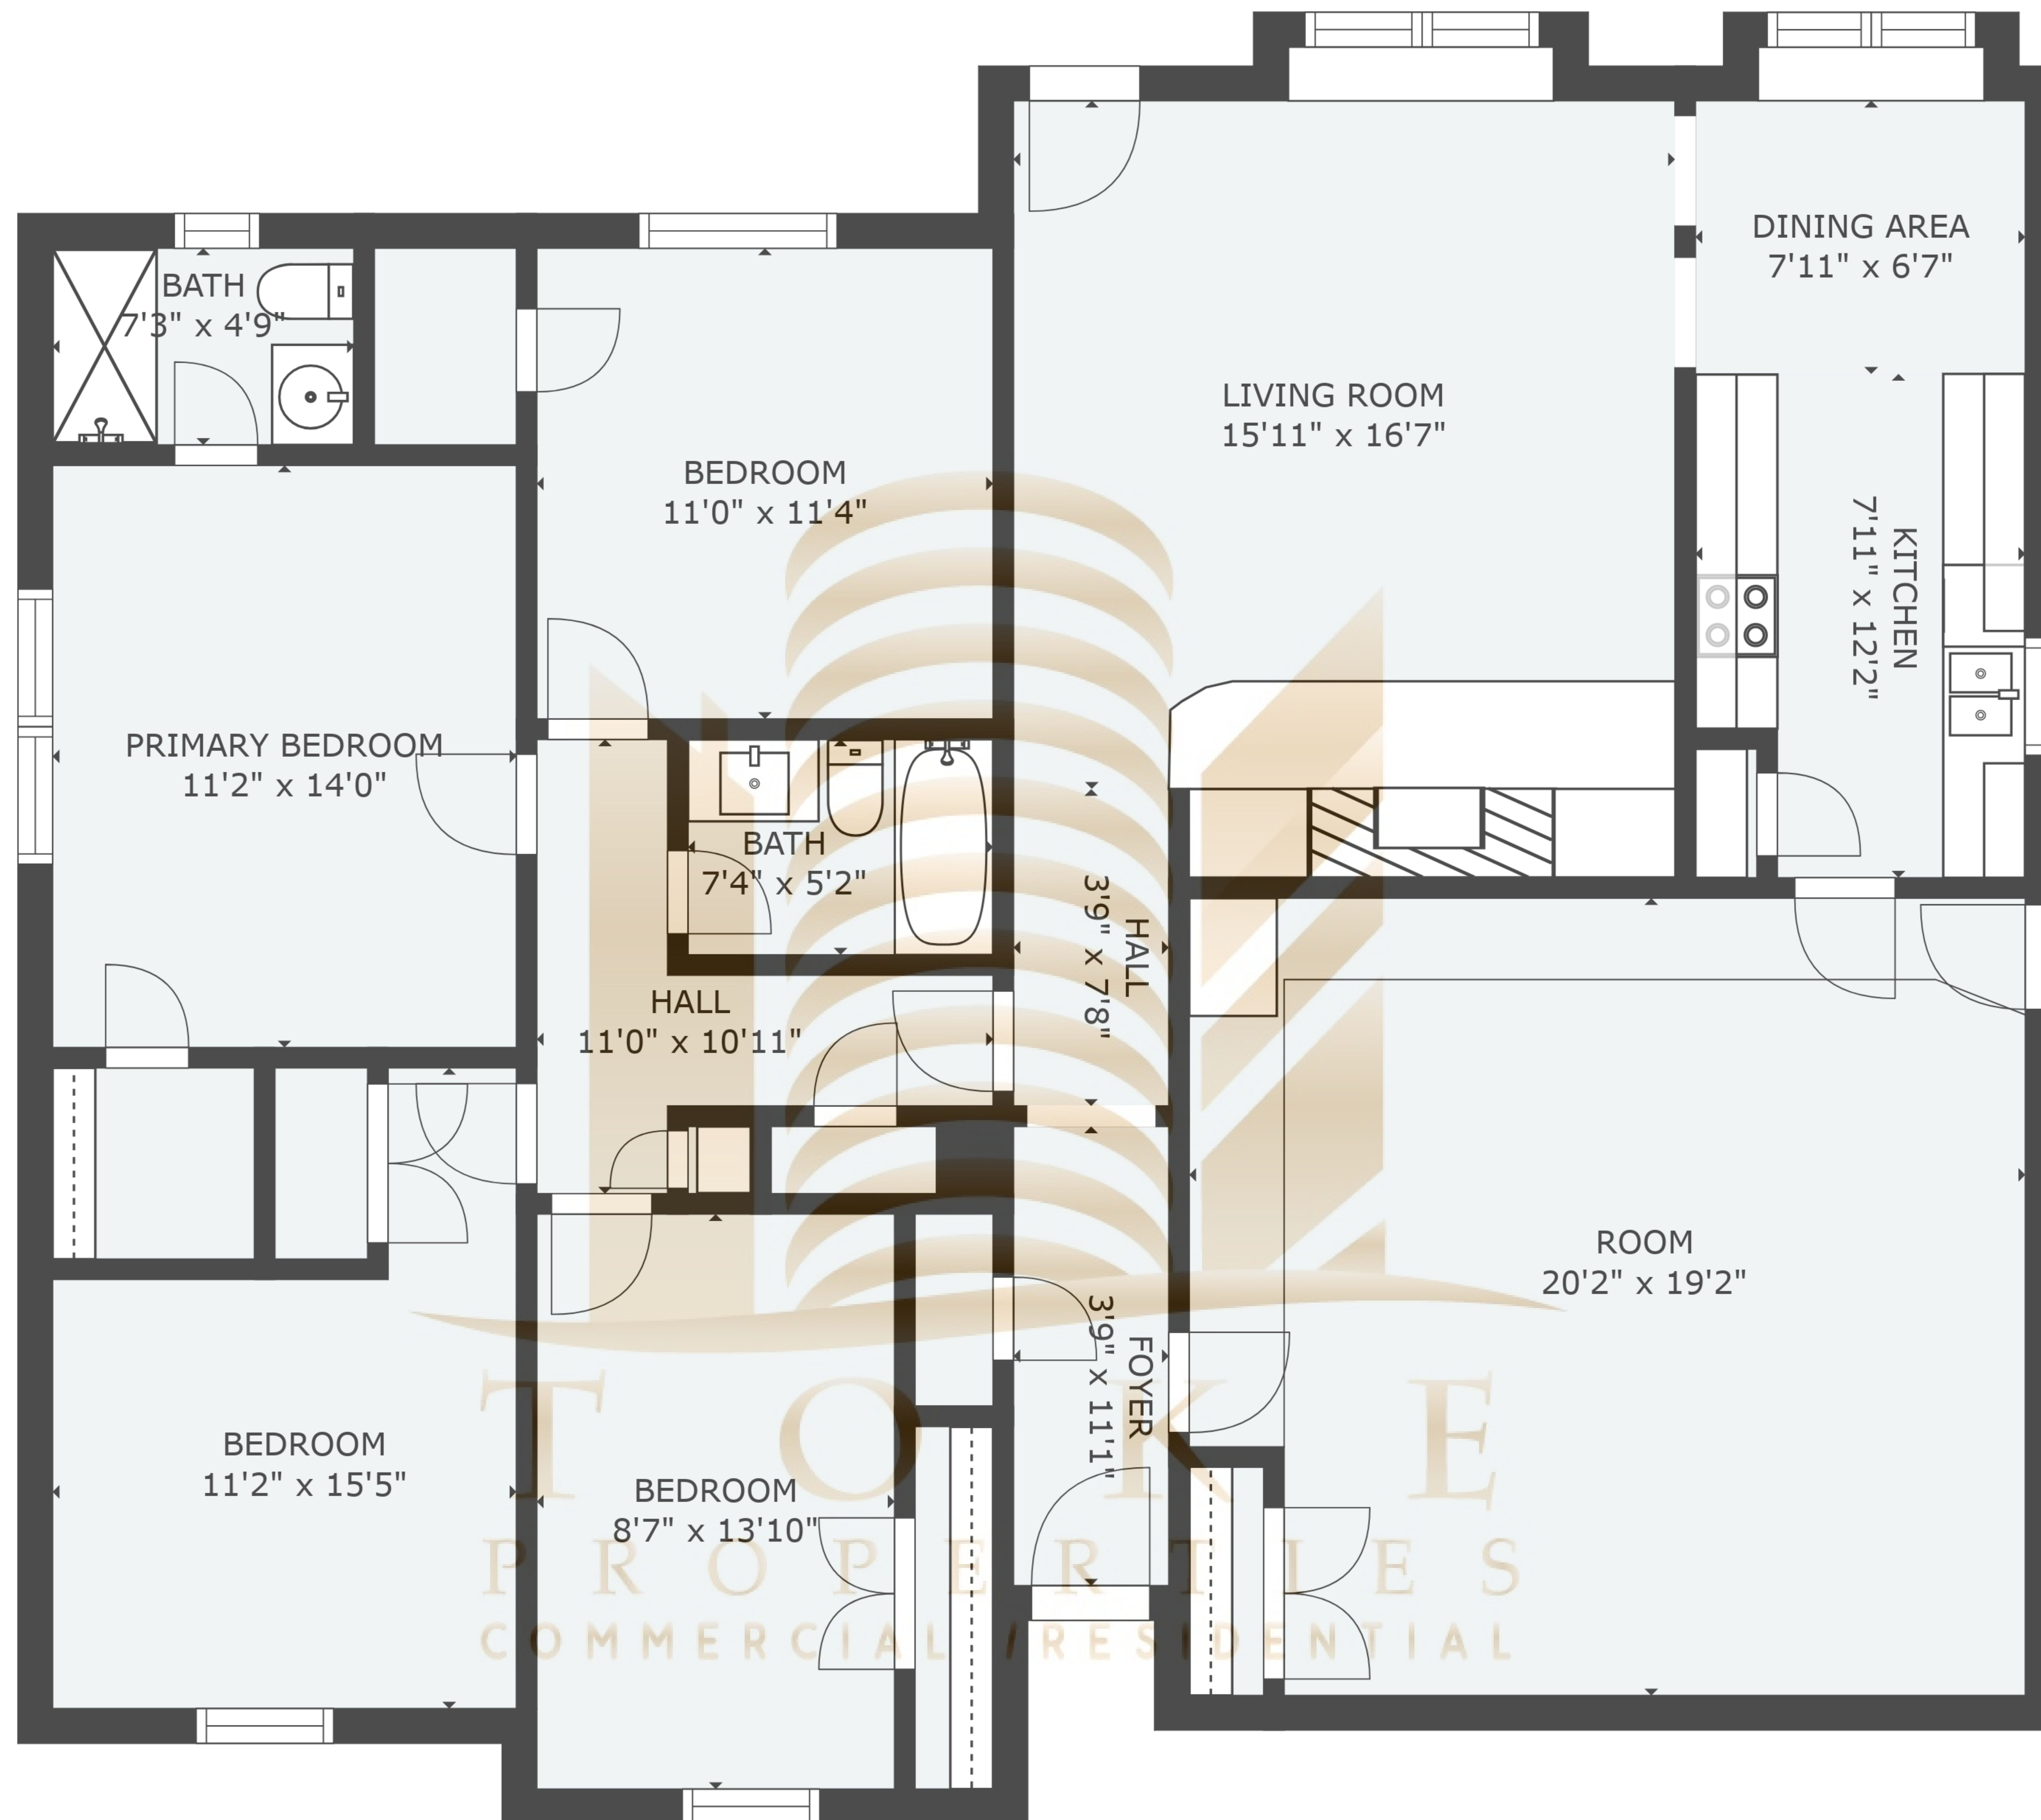 DINING AREA
7'11" x 6'7"
BATH
7'3" x 4'9"
LIVING ROOM
15'11" x 16'7"
BEDROOM
11'0" x 11'4"
KITCHEN
7'11" x 12'2"
PRIMARY BEDROOM
11'2" x 14'0"
BATH
7'4" x 5'2"
HALL
3'9" x 7'8"
HALL
11'0" x 10'11"
ROOM
20'2" x 19'2"
FOYER
3'9" x 11'1"
BEDROOM
11'2" x 15'5"
BEDROOM
8'7" x 13'10"
TOKE
PROPERTIES
COMMERCIAL/RESIDENTIAL